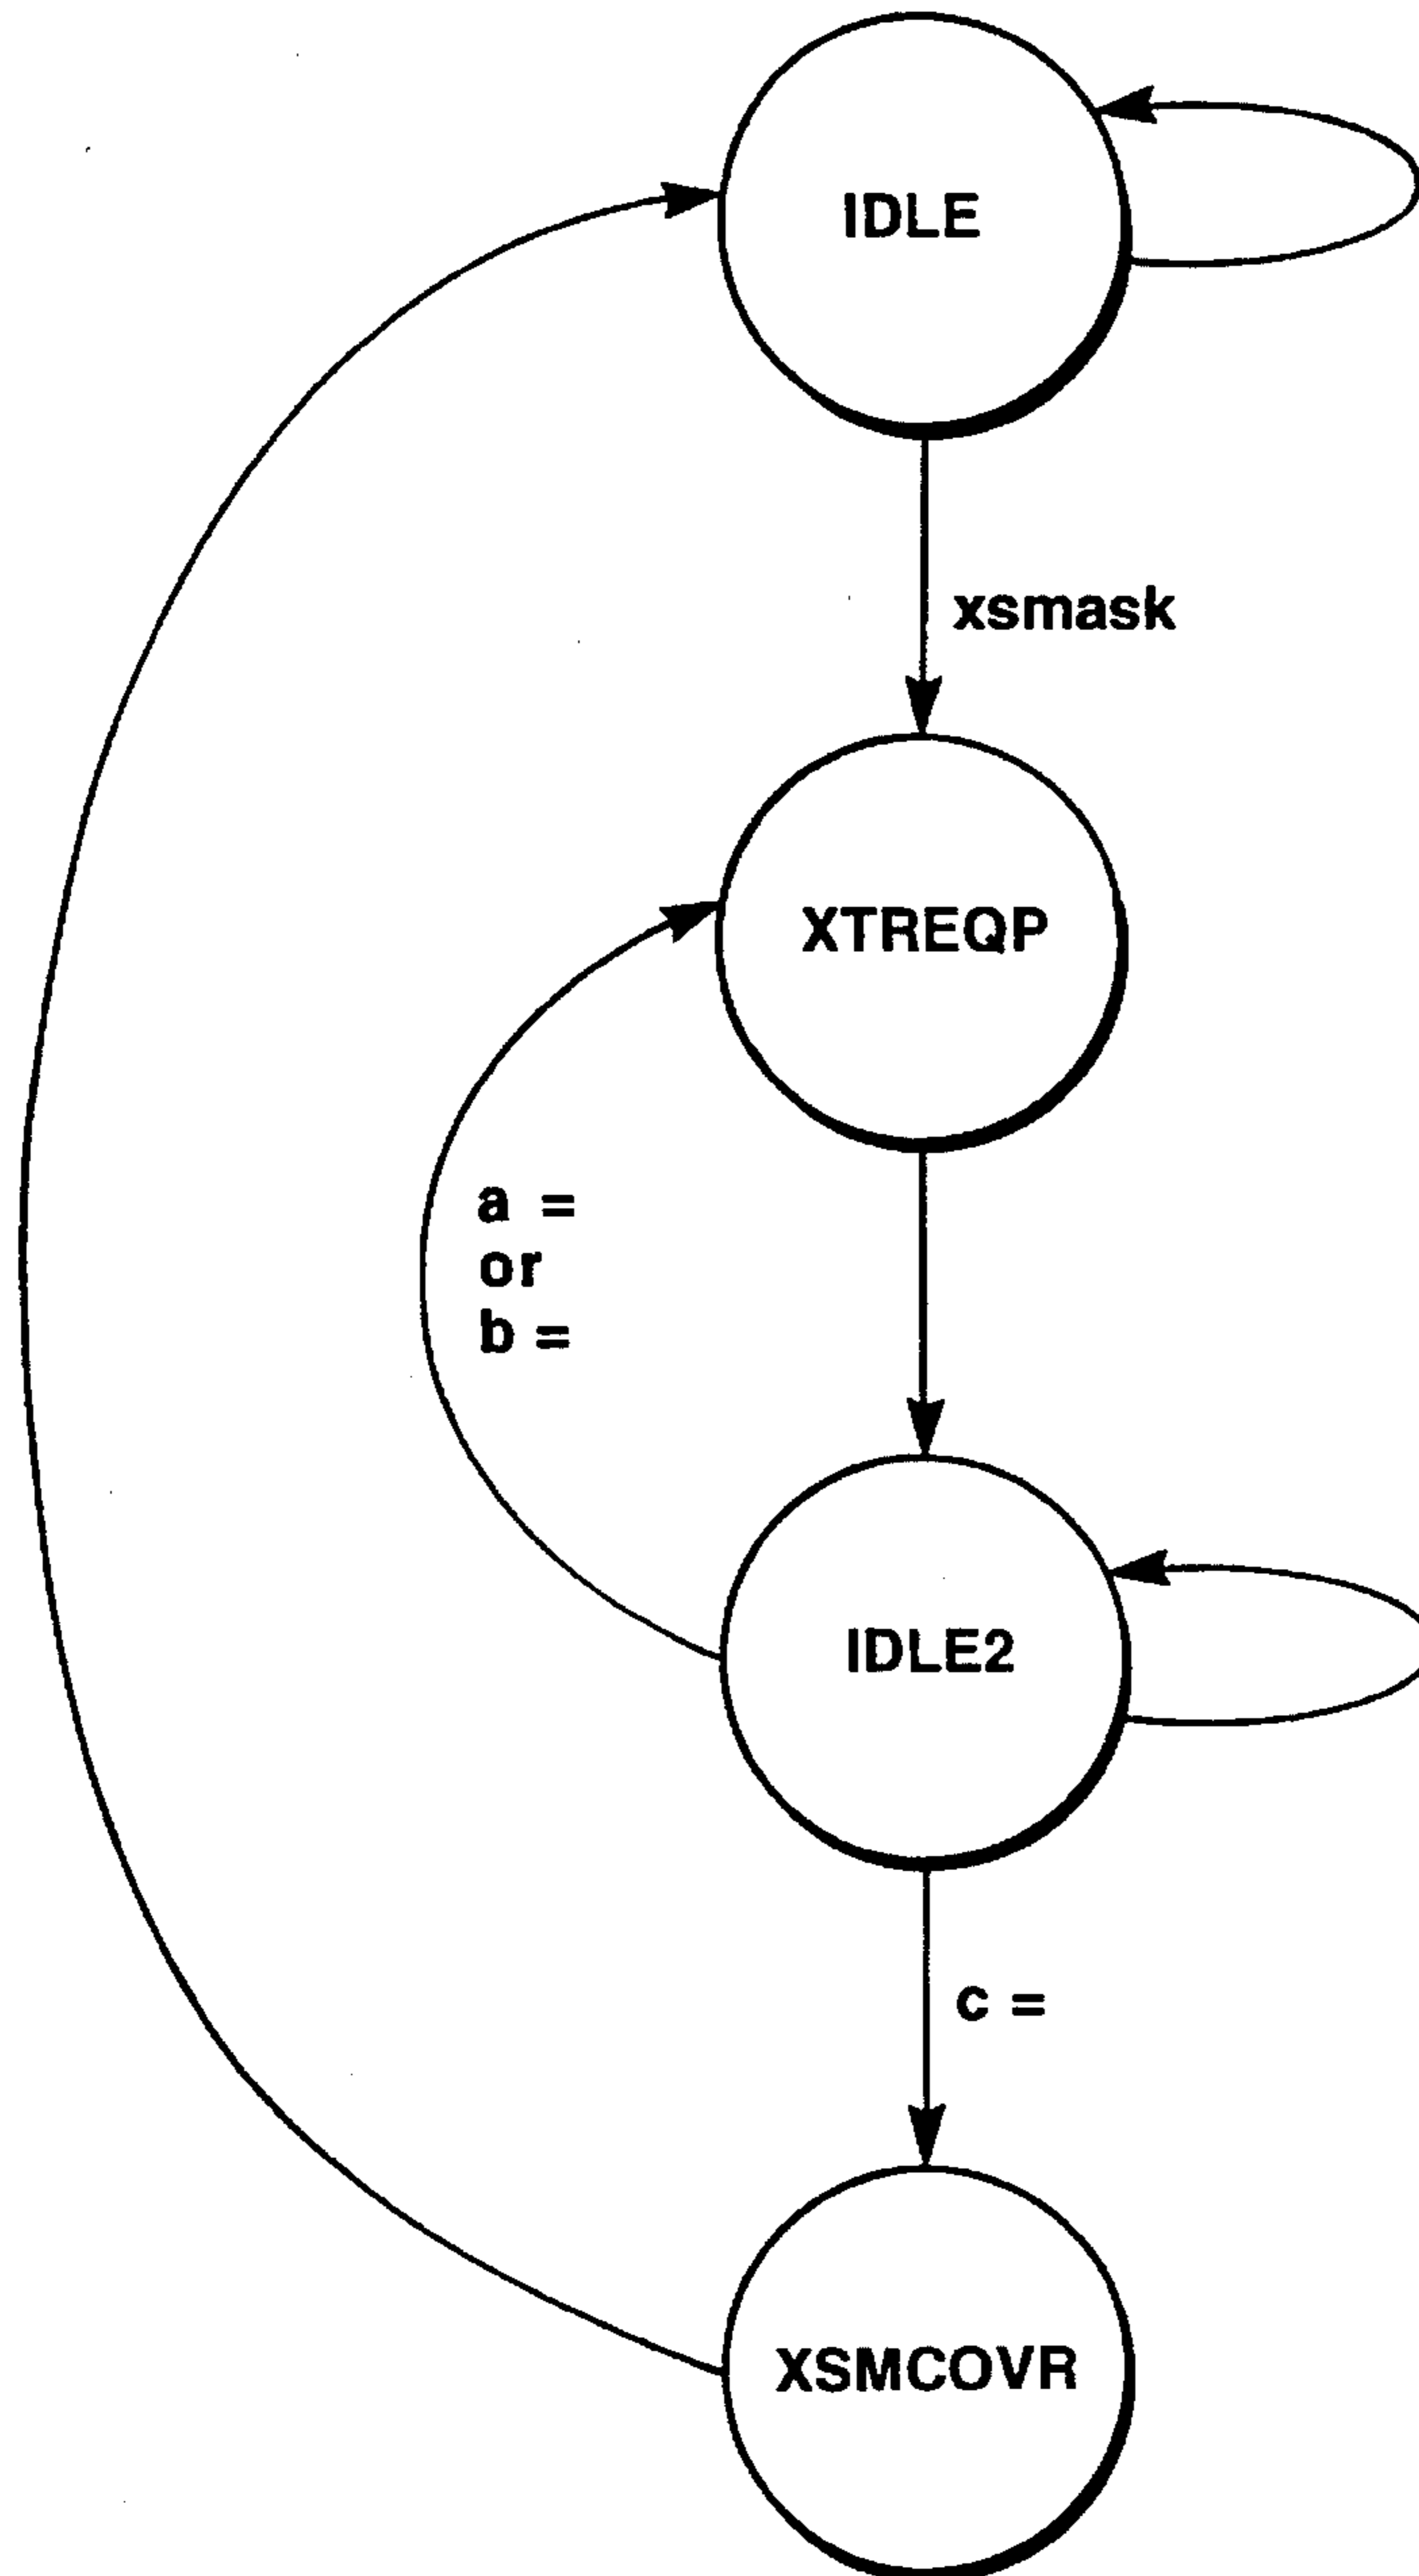 IDLE
xsmask
XTREQP
a =
or
b =
IDLE2
c =
XSMCOVR